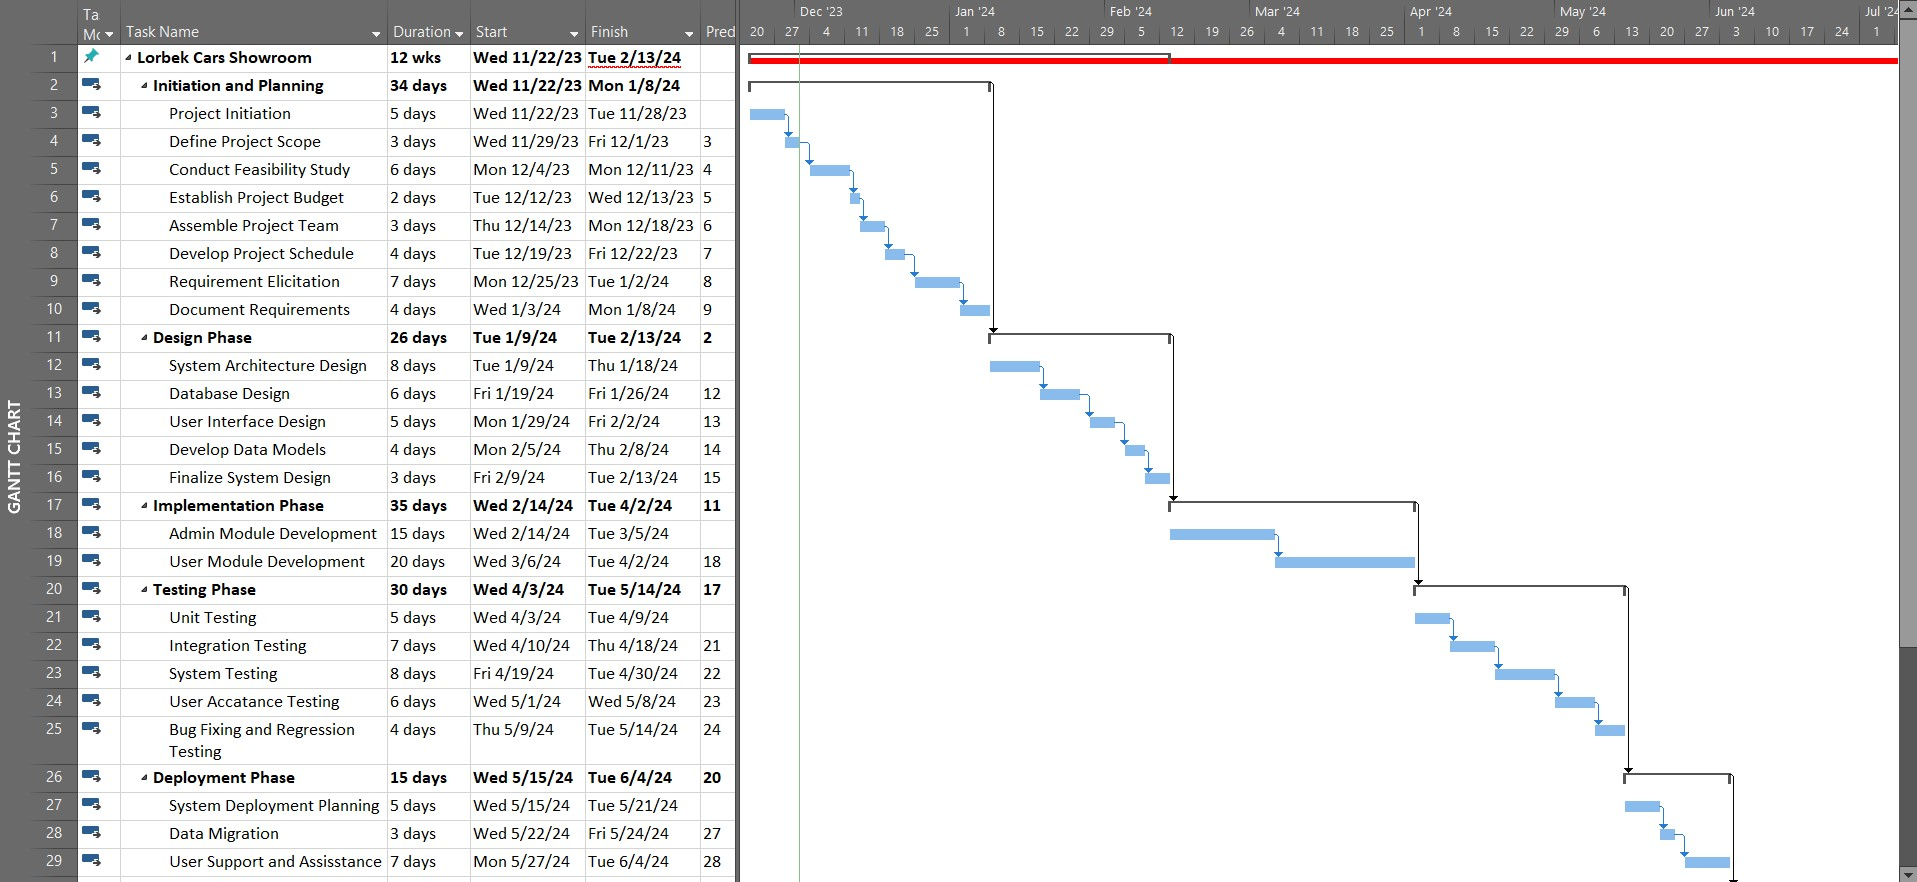 Ta: Dec '23 Jan '24 Feb '24 Mar '24 Apr '24 May '24 Jun '24 Jul '24
Mc Task Name Duration Start Finish Pred 20 27 4 11 18 25 1 8 15 22 29 5 12 19 26 4 11 18 25 1 8 15 22 29 6 13 20 27 3 10 17 24 1
1 Lorbek Cars Showroom 12 wks Wed 11/22/23 Tue 2/13/24
2 Initiation and Planning 34 days Wed 11/22/23 Mon 1/8/24
3 Project Initiation 5 days Wed 11/22/23 Tue 11/28/23
4 Define Project Scope 3 days Wed 11/29/23 Fri 12/1/23 3
5 Conduct Feasibility Study 6 days Mon 12/4/23 Mon 12/11/23 4
6 Establish Project Budget 2 days Tue 12/12/23 Wed 12/13/23 5
7 Assemble Project Team 3 days Thu 12/14/23 Mon 12/18/23 6
8 Develop Project Schedule 4 days Tue 12/19/23 Fri 12/22/23 7
9 Requirement Elicitation 7 days Mon 12/25/23 Tue 1/2/24 8
10 Document Requirements 4 days Wed 1/3/24 Mon 1/8/24 9
11 Design Phase 26 days Tue 1/9/24 Tue 2/13/24 2
12 System Architecture Design 8 days Tue 1/9/24 Thu 1/18/24
13 Database Design 6 days Fri 1/19/24 Fri 1/26/24 12
14 User Interface Design 5 days Mon 1/29/24 Fri 2/2/24 13
15 Develop Data Models 4 days Mon 2/5/24 Thu 2/8/24 14
16 Finalize System Design 3 days Fri 2/9/24 Tue 2/13/24 15
17 Implementation Phase 35 days Wed 2/14/24 Tue 4/2/24 11
18 Admin Module Development 15 days Wed 2/14/24 Tue 3/5/24
19 User Module Development 20 days Wed 3/6/24 Tue 4/2/24 18
20 Testing Phase 30 days Wed 4/3/24 Tue 5/14/24 17
21 Unit Testing 5 days Wed 4/3/24 Tue 4/9/24
22 Integration Testing 7 days Wed 4/10/24 Thu 4/18/24 21
23 System Testing 8 days Fri 4/19/24 Tue 4/30/24 22
24 User Accatance Testing 6 days Wed 5/1/24 Wed 5/8/24 23
25 Bug Fixing and Regression 4 days Thu 5/9/24 Tue 5/14/24 24
Testing
26 Deployment Phase 15 days Wed 5/15/24 Tue 6/4/24 20
27 System Deployment Planning 5 days Wed 5/15/24 Tue 5/21/24
28 Data Migration 3 days Wed 5/22/24 Fri 5/24/24 27
29 User Support and Assisstance 7 days Mon 5/27/24 Tue 6/4/24 28
GANTT CHART